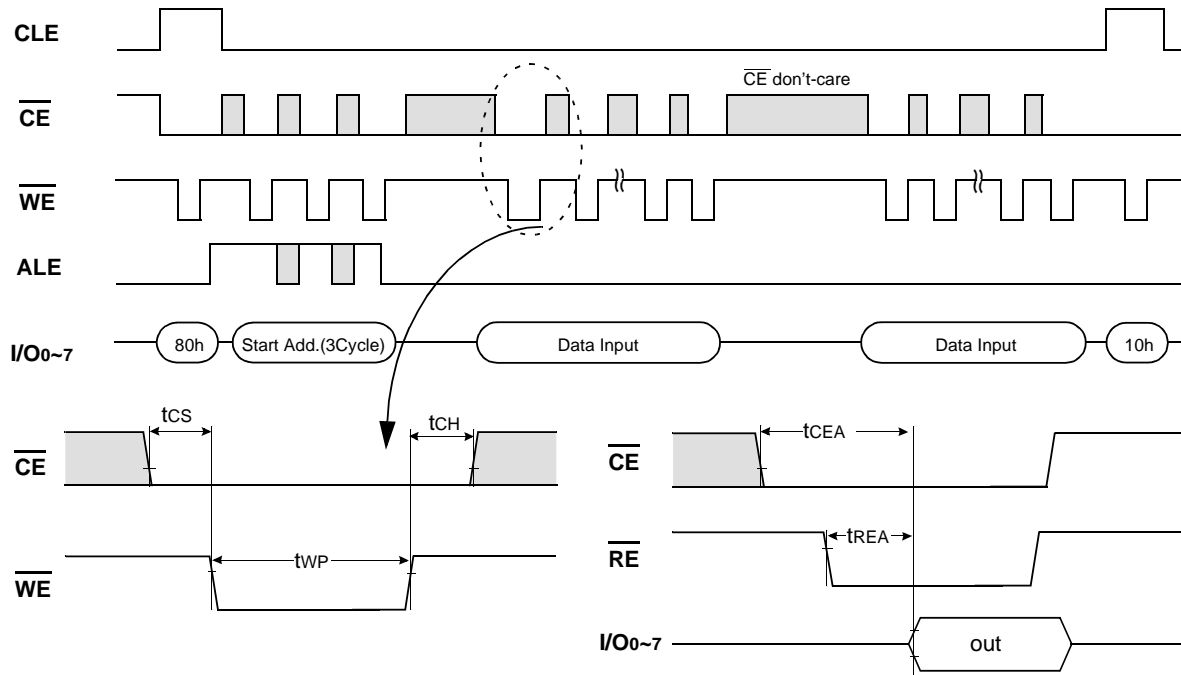 CLE
CE don't-care
CE
WE
ALE
I/O0~7
80h
Start Add.(3Cycle)
Data Input
Data Input
10h
tCS
tCH
CE
tWP
WE
tCEA
CE
tREA
RE
I/O0~7
out